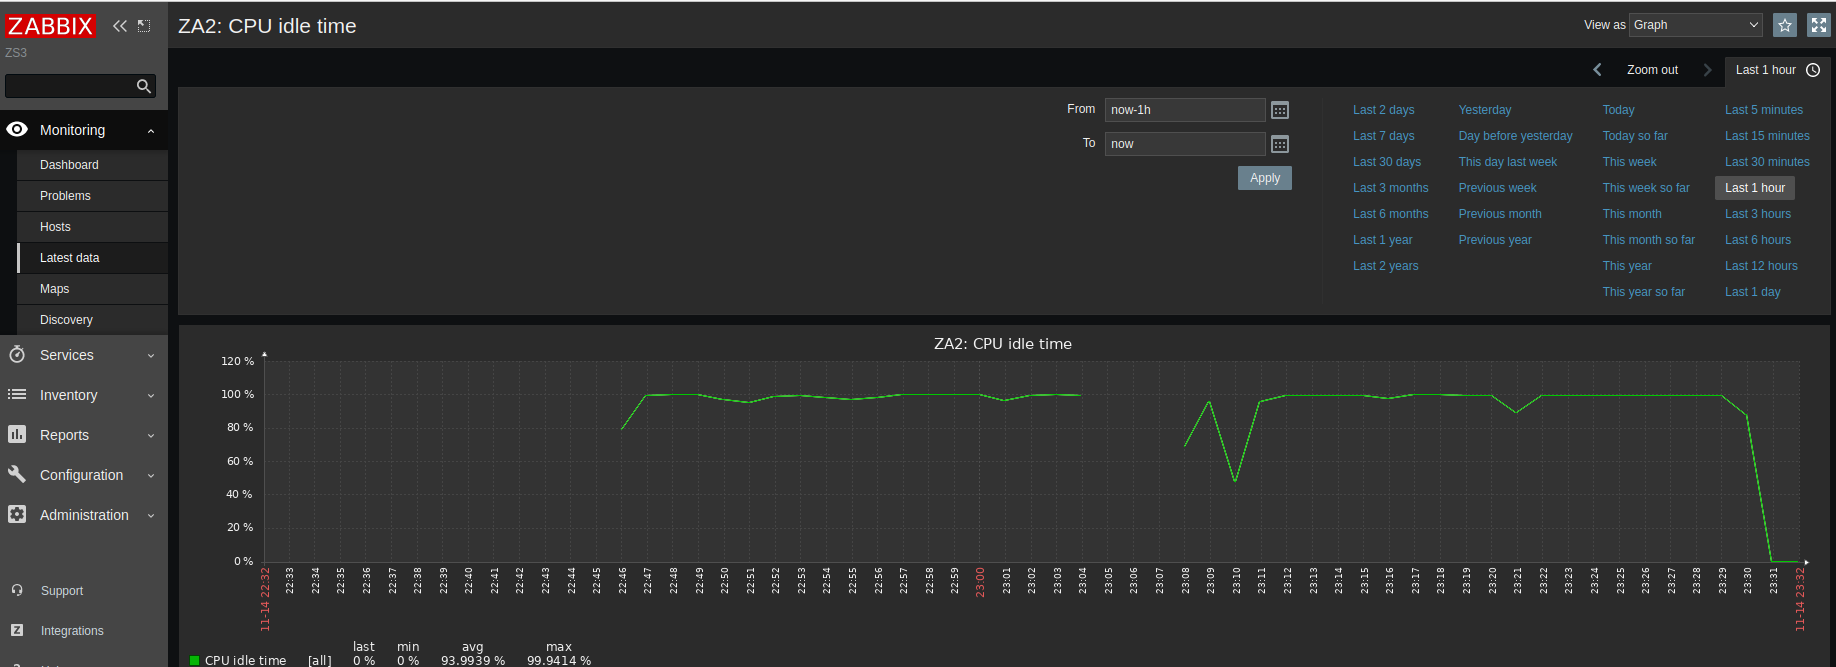 ZABBIX
ZS3
Monitoring
Dashboard
Problems
Hosts
Latest data
Maps
Discovery
Services
Inventory
Reports
Configuration
Administration
Support
Integrations
ZA2: CPU idle time
View as Graph
Zoom out
Last 1 hour
From now-1h
To now
Apply
Last 2 days Yesterday Today Last 5 minutes
Last 7 days Day before yesterday Today so far Last 15 minutes
Last 30 days This day last week This week Last 30 minutes
Last 3 months Previous week This week so far Last 1 hour
Last 6 months Previous month This month Last 3 hours
Last 1 year Previous year This month so far Last 6 hours
Last 2 years This year Last 12 hours
This year so far Last 1 day
ZA2: CPU idle time
120 %
100 %
80 %
60 %
40 %
20 %
0 %
11-14 22:32 22:33 22:34 22:35 22:36 22:37 22:38 22:39 22:40 22:41 22:42 22:43 22:44 22:45 22:46 22:47 22:48 22:49 22:50 22:51 22:52 22:53 22:54 22:55 22:56 22:57 22:58 22:59 23:00 23:01 23:02 23:03 23:04 23:05 23:06 23:07 23:08 23:09 23:10 23:11 23:12 23:13 23:14 23:15 23:16 23:17 23:18 23:19 23:20 23:21 23:22 23:23 23:24 23:25 23:26 23:27 23:28 23:29 23:30 23:31 11-14 23:32
last min avg max
CPU idle time [all] 0 % 0 % 93.9939 % 99.9414 %